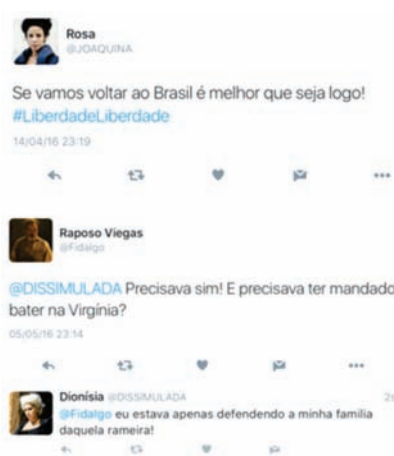 Rosa
@JOAQUINA
Se vamos voltar ao Brasil é melhor que seja logo!
#LiberdadeLiberdade
14/04/16 23:19
Raposo Viegas
@Fidalgo
@DISSIMULADA Precisava sim! E precisava ter mandado
bater na Virgínia?
05/05/16 23:14
Dionísia @DISSIMULADA
@Fidalgo eu estava apenas defendendo a minha família
daquela rameira!